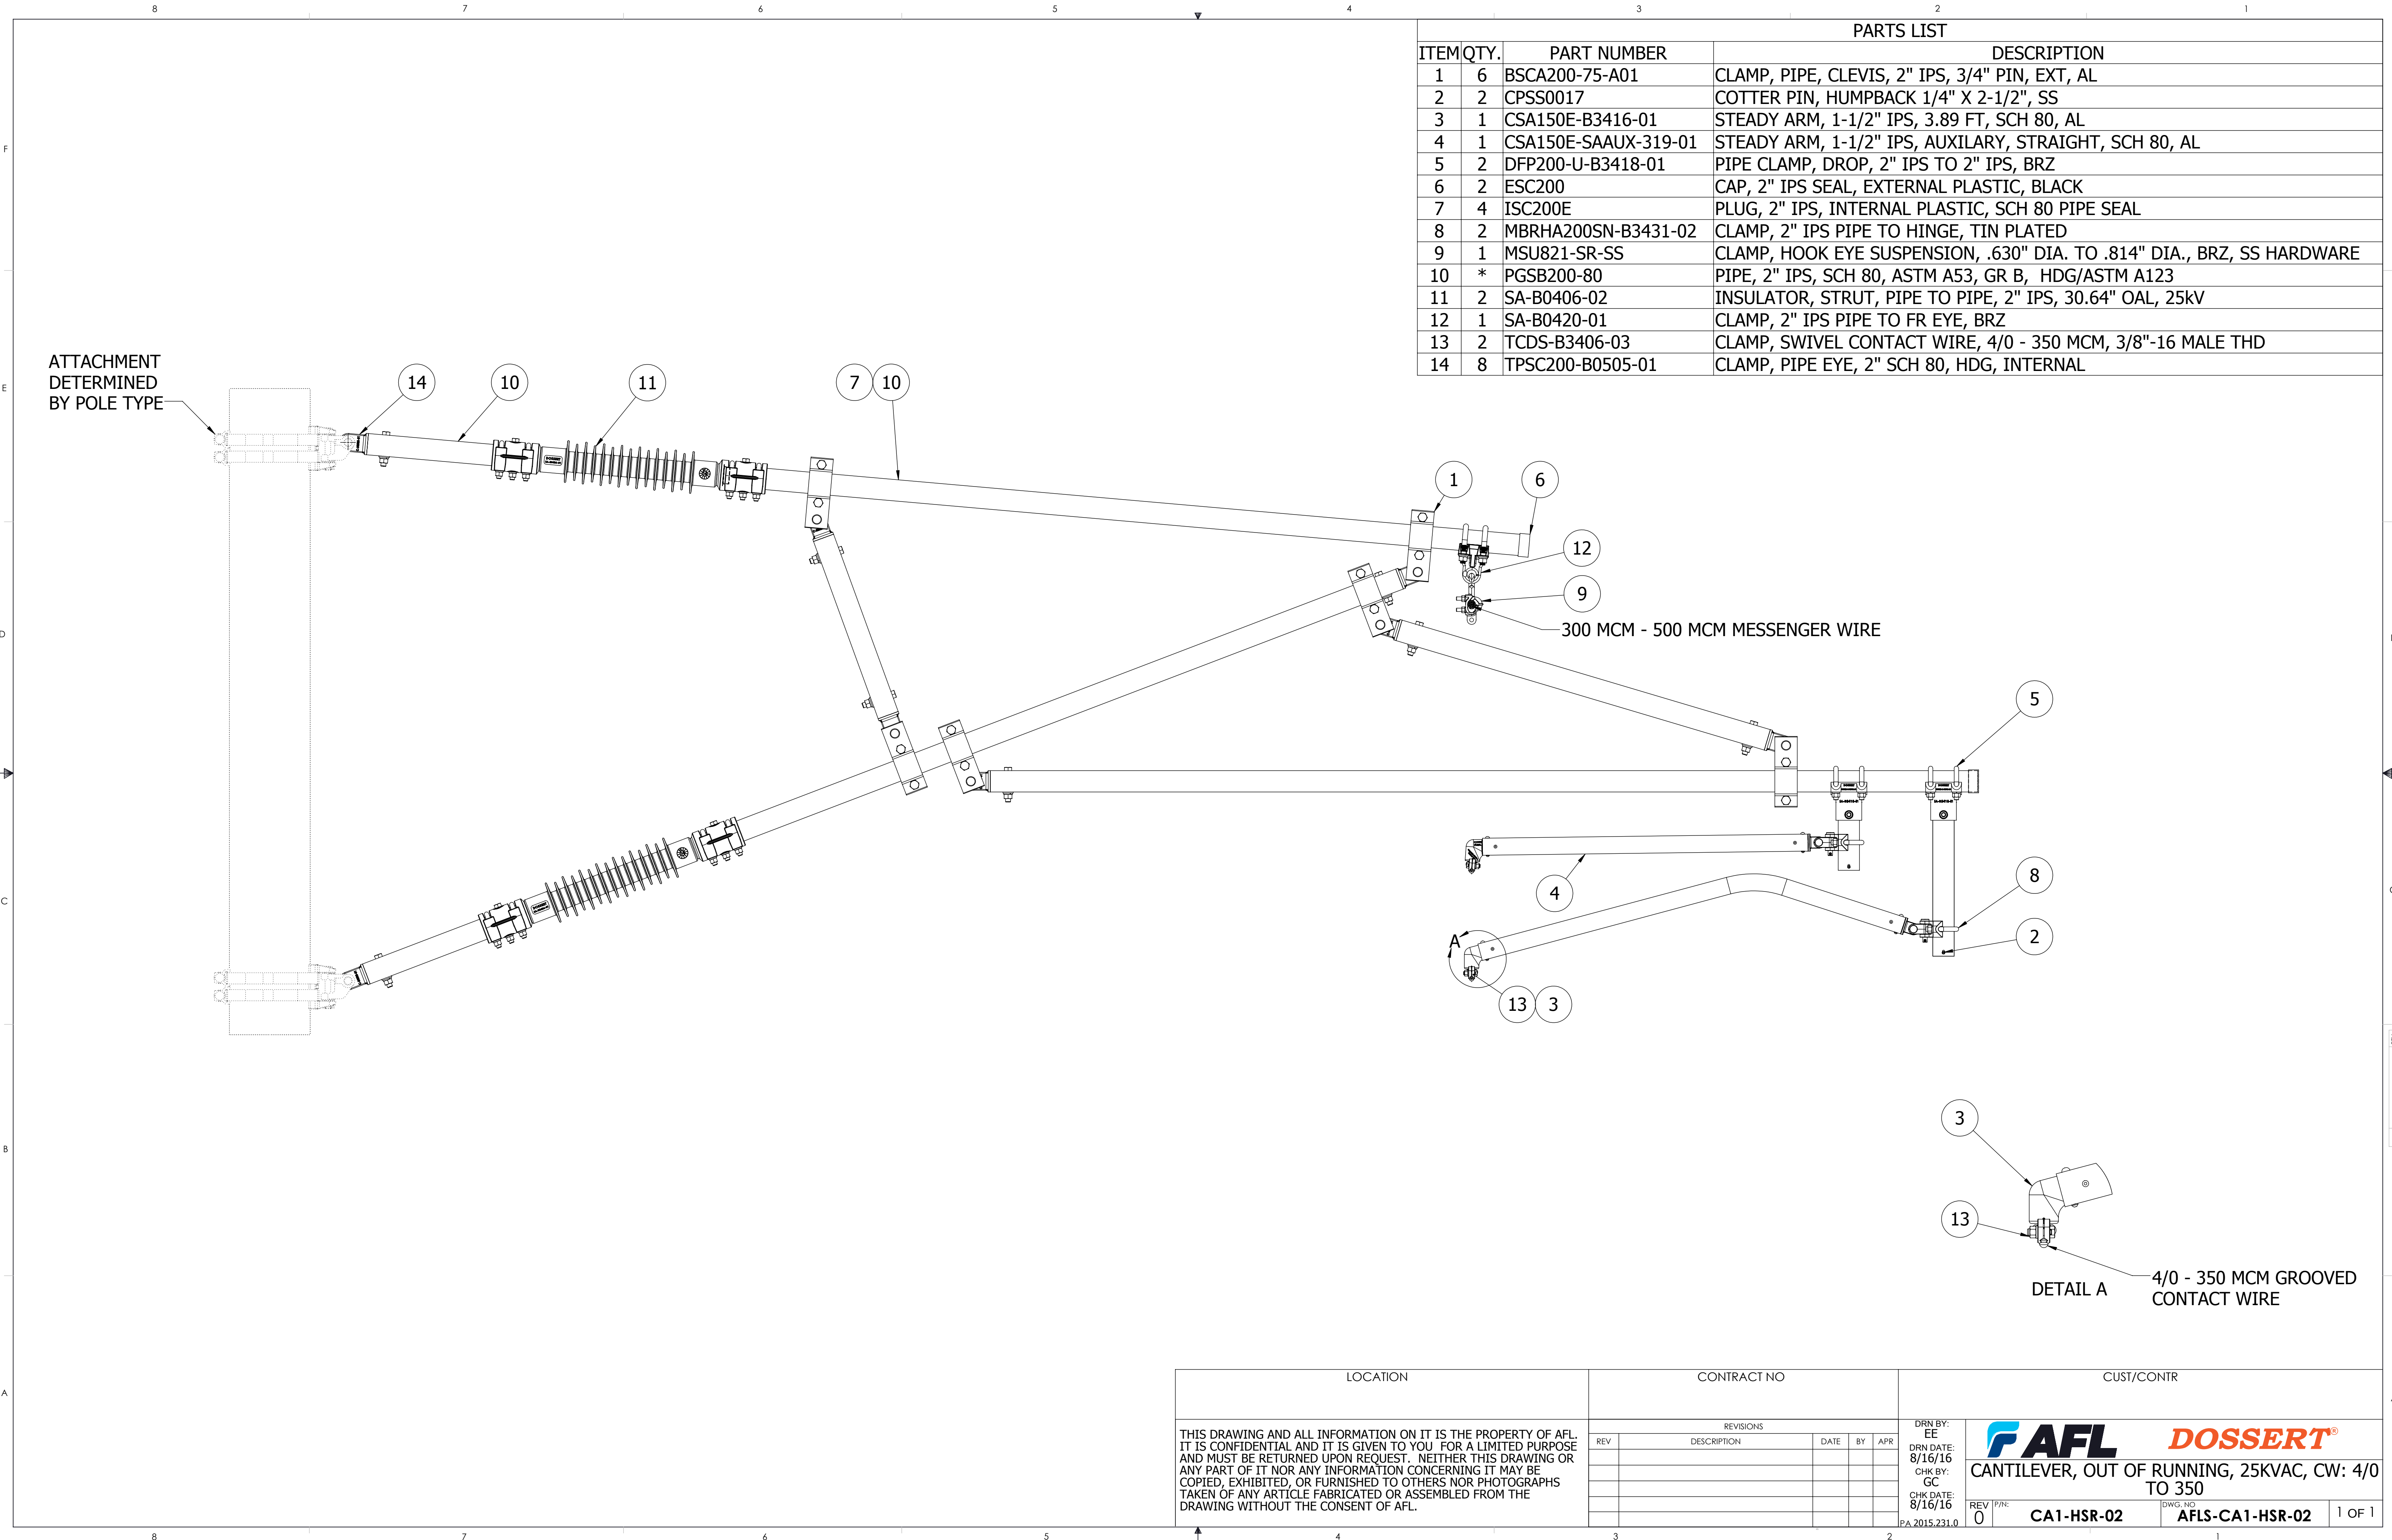 8 7 6 5 4 3 2 1
PARTS LIST
ITEM QTY. PART NUMBER DESCRIPTION
1 6 BSCA200-75-A01 CLAMP, PIPE, CLEVIS, 2" IPS, 3/4" PIN, EXT, AL
2 2 CPSS0017 COTTER PIN, HUMPBACK 1/4" X 2-1/2", SS
3 1 CSA150E-B3416-01 STEADY ARM, 1-1/2" IPS, 3.89 FT, SCH 80, AL
4 1 CSA150E-SAAUX-319-01 STEADY ARM, 1-1/2" IPS, AUXILARY, STRAIGHT, SCH 80, AL
5 2 DFP200-U-B3418-01 PIPE CLAMP, DROP, 2" IPS TO 2" IPS, BRZ
6 2 ESC200 CAP, 2" IPS SEAL, EXTERNAL PLASTIC, BLACK
7 4 ISC200E PLUG, 2" IPS, INTERNAL PLASTIC, SCH 80 PIPE SEAL
8 2 MBRHA200SN-B3431-02 CLAMP, 2" IPS PIPE TO HINGE, TIN PLATED
9 1 MSU821-SR-SS CLAMP, HOOK EYE SUSPENSION, .630" DIA. TO .814" DIA., BRZ, SS HARDWARE
10 * PGSB200-80 PIPE, 2" IPS, SCH 80, ASTM A53, GR B, HDG/ASTM A123
11 2 SA-B0406-02 INSULATOR, STRUT, PIPE TO PIPE, 2" IPS, 30.64" OAL, 25kV
12 1 SA-B0420-01 CLAMP, 2" IPS PIPE TO FR EYE, BRZ
13 2 TCDS-B3406-03 CLAMP, SWIVEL CONTACT WIRE, 4/0 - 350 MCM, 3/8"-16 MALE THD
14 8 TPSC200-B0505-01 CLAMP, PIPE EYE, 2" SCH 80, HDG, INTERNAL
F
E
D
C
B
A
ATTACHMENT
DETERMINED
BY POLE TYPE
14 10 11 7 10
1 6
12
9
300 MCM - 500 MCM MESSENGER WIRE
5
4
8
A
2
13 3
3
13
4/0 - 350 MCM GROOVED
CONTACT WIRE
DETAIL A
LOCATION CONTRACT NO CUST/CONTR
THIS DRAWING AND ALL INFORMATION ON IT IS THE PROPERTY OF AFL.
IT IS CONFIDENTIAL AND IT IS GIVEN TO YOU FOR A LIMITED PURPOSE
AND MUST BE RETURNED UPON REQUEST. NEITHER THIS DRAWING OR
ANY PART OF IT NOR ANY INFORMATION CONCERNING IT MAY BE
COPIED, EXHIBITED, OR FURNISHED TO OTHERS NOR PHOTOGRAPHS
TAKEN OF ANY ARTICLE FABRICATED OR ASSEMBLED FROM THE
DRAWING WITHOUT THE CONSENT OF AFL.
REVISIONS
REV DESCRIPTION DATE BY APR
DRN BY:
EE
DRN DATE:
8/16/16
CHK BY:
GC
CHK DATE:
8/16/16
PA 2015.231.0
AFL DOSSERT®
CANTILEVER, OUT OF RUNNING, 25KVAC, CW: 4/0
TO 350
REV
0
P/N:
CA1-HSR-02
DWG. NO
AFLS-CA1-HSR-02
1 OF 1
8 7 6 5 4 3 2 1